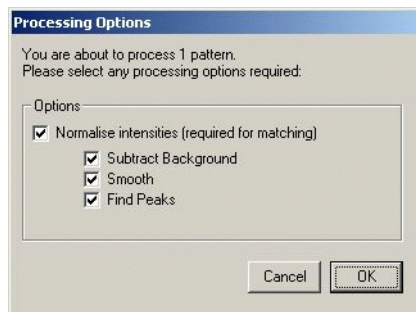 Processing Options
You are about to process 1 pattern.
Please select any processing options required:
Options
Normalise intensities (required for matching)
Subtract Background
Smooth
Find Peaks
Cancel
OK